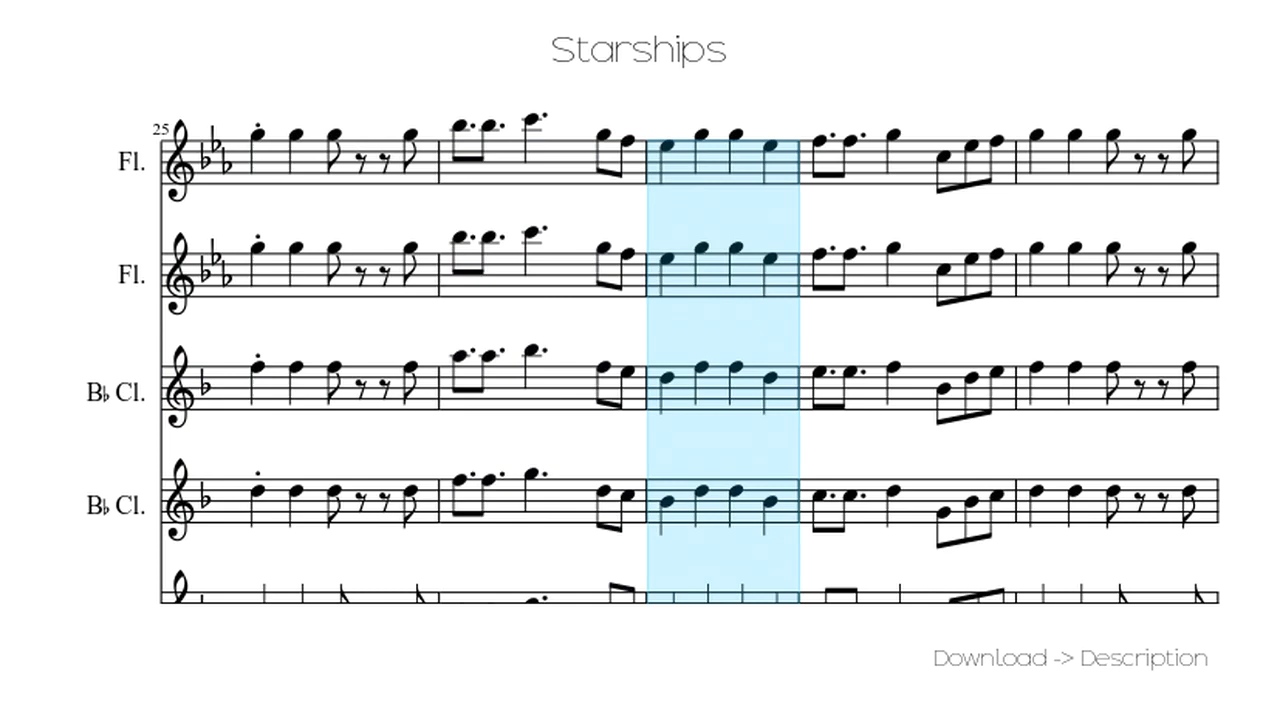 Starships
25
Fl.
Fl.
B♭ Cl.
B♭ Cl.
Download -> Description